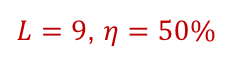 L = 9, η = 50%